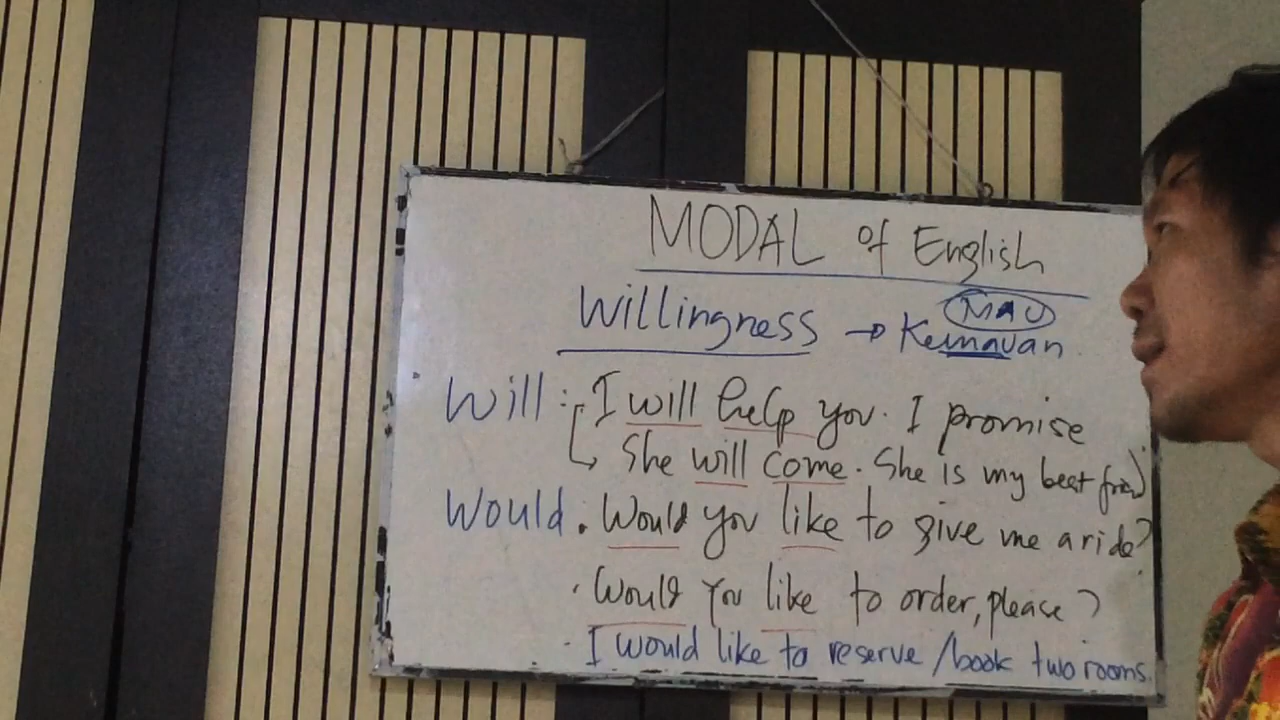 MODAL of English
Willingness → Kemauan
Mau
Will : I will help you. I promise
She will come. She is my best friend
Would . Would you like to give me a ride?
. Would you like to order, please?
. I would like to reserve /book two rooms.